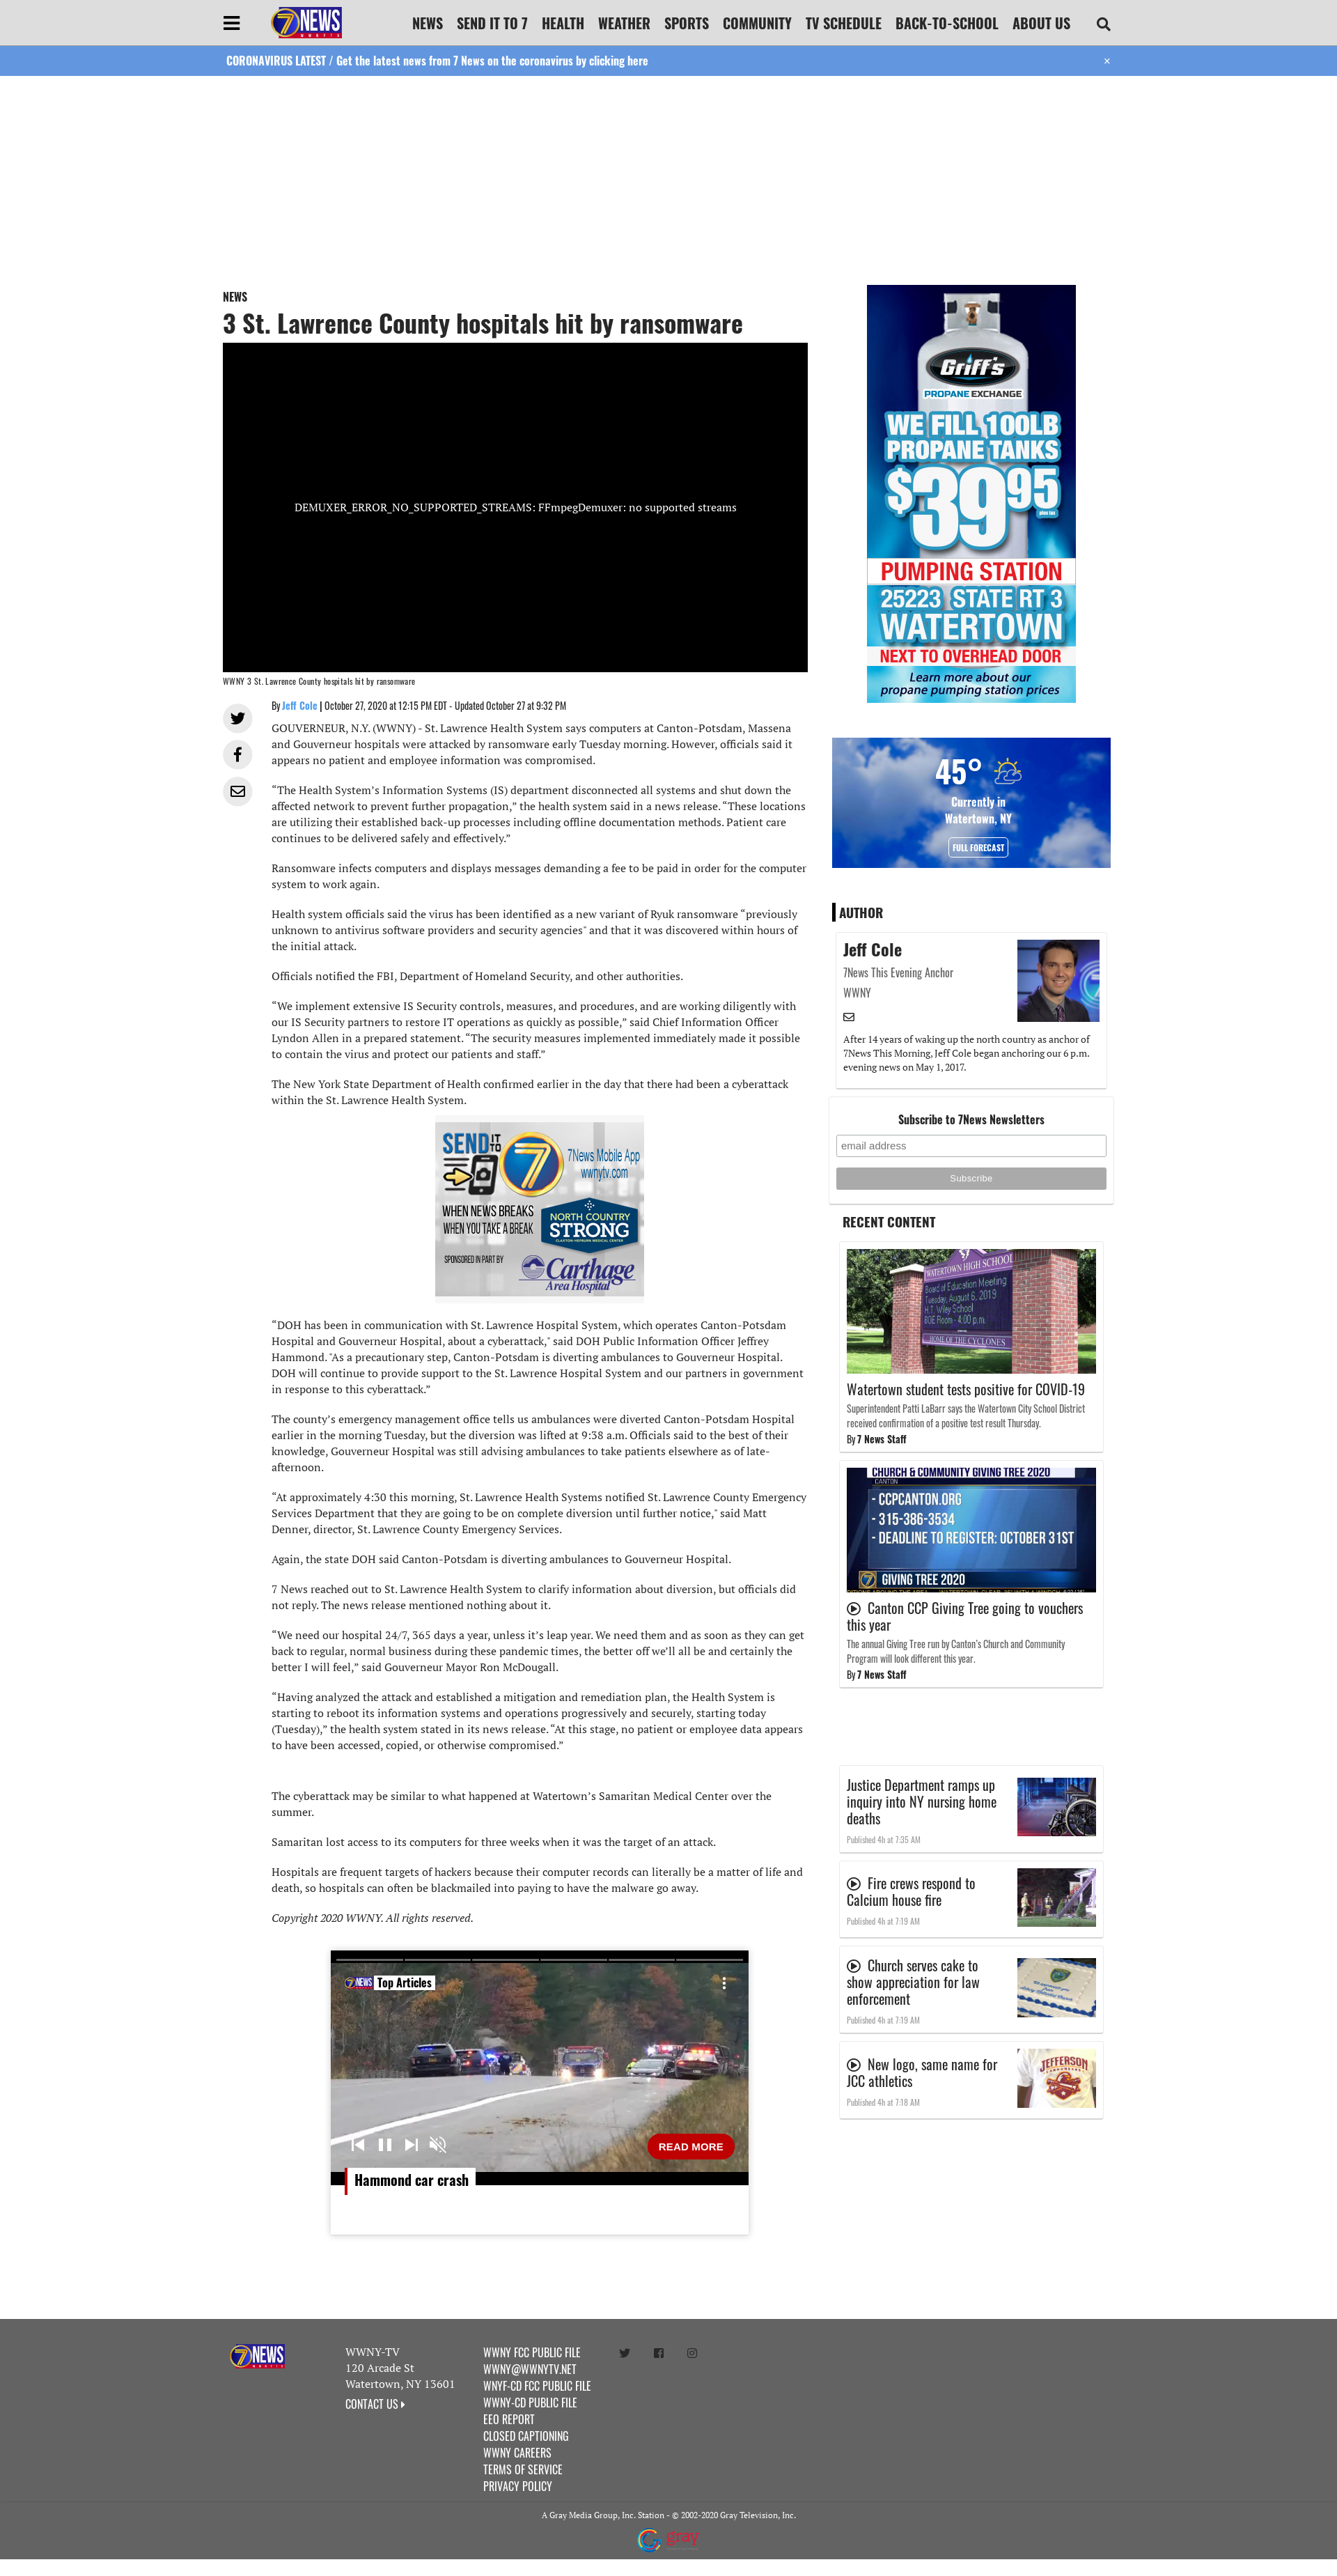 7 NEWS
WWNYTV
NEWS SEND IT TO 7 HEALTH WEATHER SPORTS COMMUNITY TV SCHEDULE BACK-TO-SCHOOL ABOUT US
CORONAVIRUS LATEST / Get the latest news from 7 News on the coronavirus by clicking here ×
NEWS
3 St. Lawrence County hospitals hit by ransomware
DEMUXER_ERROR_NO_SUPPORTED_STREAMS: FFmpegDemuxer: no supported streams
WWNY 3 St. Lawrence County hospitals hit by ransomware
By Jeff Cole | October 27, 2020 at 12:15 PM EDT - Updated October 27 at 9:32 PM
GOUVERNEUR, N.Y. (WWNY) - St. Lawrence Health System says computers at Canton-Potsdam, Massena
and Gouverneur hospitals were attacked by ransomware early Tuesday morning. However, officials said it
appears no patient and employee information was compromised.
“The Health System’s Information Systems (IS) department disconnected all systems and shut down the
affected network to prevent further propagation,” the health system said in a news release. “These locations
are utilizing their established back-up processes including offline documentation methods. Patient care
continues to be delivered safely and effectively.”
Ransomware infects computers and displays messages demanding a fee to be paid in order for the computer
system to work again.
Health system officials said the virus has been identified as a new variant of Ryuk ransomware “previously
unknown to antivirus software providers and security agencies" and that it was discovered within hours of
the initial attack.
Officials notified the FBI, Department of Homeland Security, and other authorities.
“We implement extensive IS Security controls, measures, and procedures, and are working diligently with
our IS Security partners to restore IT operations as quickly as possible,” said Chief Information Officer
Lyndon Allen in a prepared statement. “The security measures implemented immediately made it possible
to contain the virus and protect our patients and staff.”
The New York State Department of Health confirmed earlier in the day that there had been a cyberattack
within the St. Lawrence Health System.
SEND IT TO 7
7News Mobile App
wwnytv.com
WHEN NEWS BREAKS
WHEN YOU TAKE A BREAK
NORTH COUNTRY
STRONG
CLAXTON-HEPBURN MEDICAL CENTER
SPONSORED IN PART BY
Carthage
Area Hospital
“DOH has been in communication with St. Lawrence Hospital System, which operates Canton-Potsdam
Hospital and Gouverneur Hospital, about a cyberattack," said DOH Public Information Officer Jeffrey
Hammond. "As a precautionary step, Canton-Potsdam is diverting ambulances to Gouverneur Hospital.
DOH will continue to provide support to the St. Lawrence Hospital System and our partners in government
in response to this cyberattack.”
The county’s emergency management office tells us ambulances were diverted Canton-Potsdam Hospital
earlier in the morning Tuesday, but the diversion was lifted at 9:38 a.m. Officials said to the best of their
knowledge, Gouverneur Hospital was still advising ambulances to take patients elsewhere as of late-
afternoon.
“At approximately 4:30 this morning, St. Lawrence Health Systems notified St. Lawrence County Emergency
Services Department that they are going to be on complete diversion until further notice," said Matt
Denner, director, St. Lawrence County Emergency Services.
Again, the state DOH said Canton-Potsdam is diverting ambulances to Gouverneur Hospital.
7 News reached out to St. Lawrence Health System to clarify information about diversion, but officials did
not reply. The news release mentioned nothing about it.
“We need our hospital 24/7, 365 days a year, unless it’s leap year. We need them and as soon as they can get
back to regular, normal business during these pandemic times, the better off we’ll all be and certainly the
better I will feel,” said Gouverneur Mayor Ron McDougall.
“Having analyzed the attack and established a mitigation and remediation plan, the Health System is
starting to reboot its information systems and operations progressively and securely, starting today
(Tuesday),” the health system stated in its news release. “At this stage, no patient or employee data appears
to have been accessed, copied, or otherwise compromised.”
The cyberattack may be similar to what happened at Watertown’s Samaritan Medical Center over the
summer.
Samaritan lost access to its computers for three weeks when it was the target of an attack.
Hospitals are frequent targets of hackers because their computer records can literally be a matter of life and
death, so hospitals can often be blackmailed into paying to have the malware go away.
Copyright 2020 WWNY. All rights reserved.
7 NEWS Top Articles
READ MORE
Hammond car crash
Griff's
PROPANE EXCHANGE
WE FILL 100LB
PROPANE TANKS
$39.95
plus tax
PUMPING STATION
25223 STATE RT 3
WATERTOWN
NEXT TO OVERHEAD DOOR
Learn more about our
propane pumping station prices
45°
Currently in
Watertown, NY
FULL FORECAST
AUTHOR
Jeff Cole
7News This Evening Anchor
WWNY
After 14 years of waking up the north country as anchor of
7News This Morning, Jeff Cole began anchoring our 6 p.m.
evening news on May 1, 2017.
Subscribe to 7News Newsletters
email address
Subscribe
RECENT CONTENT
WATERTOWN HIGH SCHOOL
Board of Education Meeting
Tuesday, August 6, 2019
H.T. Wiley School
BOE Room - 4:00 p.m.
HOME OF THE CYCLONES
Watertown student tests positive for COVID-19
Superintendent Patti LaBarr says the Watertown City School District
received confirmation of a positive test result Thursday.
By 7 News Staff
CHURCH & COMMUNITY GIVING TREE 2020
CANTON
- CCPCANTON.ORG
- 315-386-3534
- DEADLINE TO REGISTER: OCTOBER 31ST
7 GIVING TREE 2020
Canton CCP Giving Tree going to vouchers
this year
The annual Giving Tree run by Canton's Church and Community
Program will look different this year.
By 7 News Staff
Justice Department ramps up
inquiry into NY nursing home
deaths
Published 4h at 7:35 AM
Fire crews respond to
Calcium house fire
Published 4h at 7:19 AM
Church serves cake to
show appreciation for law
enforcement
Published 4h at 7:19 AM
New logo, same name for
JCC athletics
Published 4h at 7:18 AM
JEFFERSON
7 NEWS
WWNYTV
WWNY-TV
120 Arcade St
Watertown, NY 13601
CONTACT US
WWNY FCC PUBLIC FILE
WWNY@WWNYTV.NET
WNYF-CD FCC PUBLIC FILE
WWNY-CD PUBLIC FILE
EEO REPORT
CLOSED CAPTIONING
WWNY CAREERS
TERMS OF SERVICE
PRIVACY POLICY
A Gray Media Group, Inc. Station - © 2002-2020 Gray Television, Inc.
gray